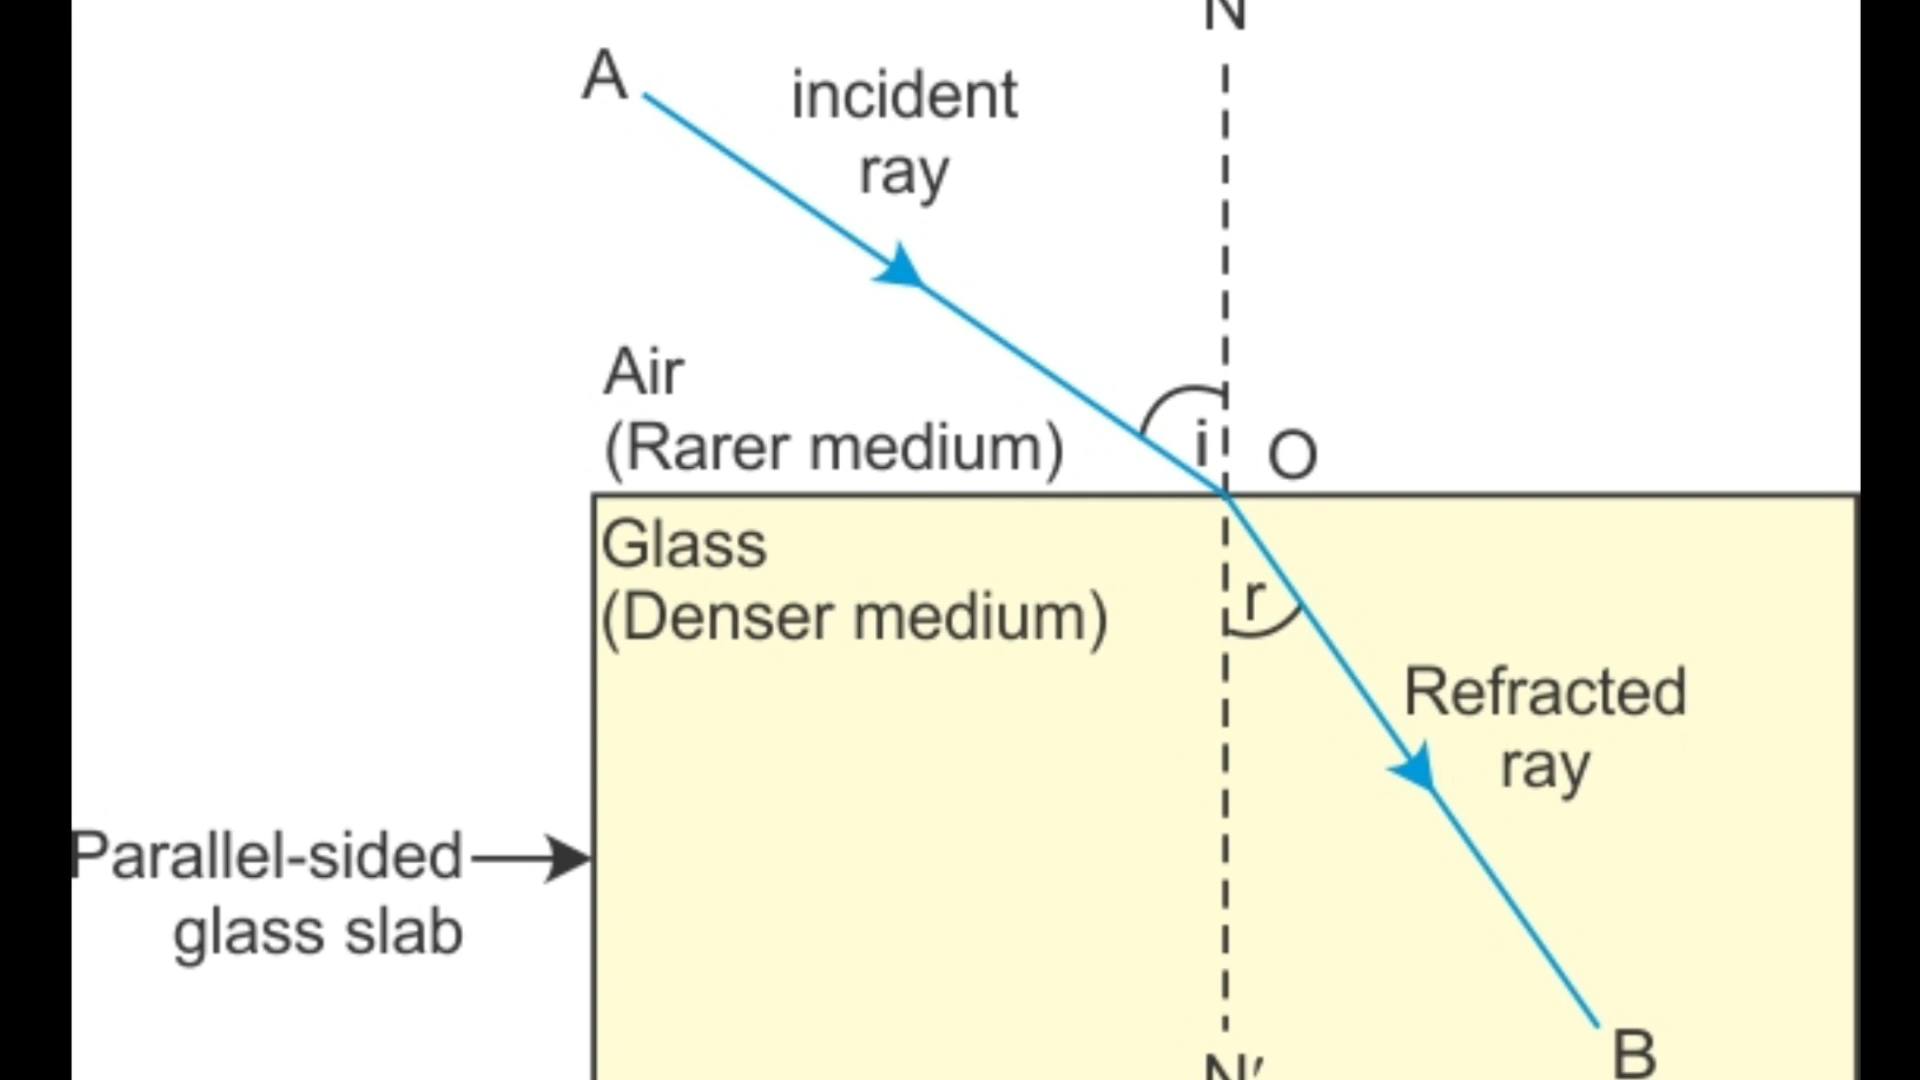 N
A
incident
ray
Air
(Rarer medium)
i
O
Glass
(Denser medium)
r
Refracted
ray
Parallel-sided
glass slab
B
N′